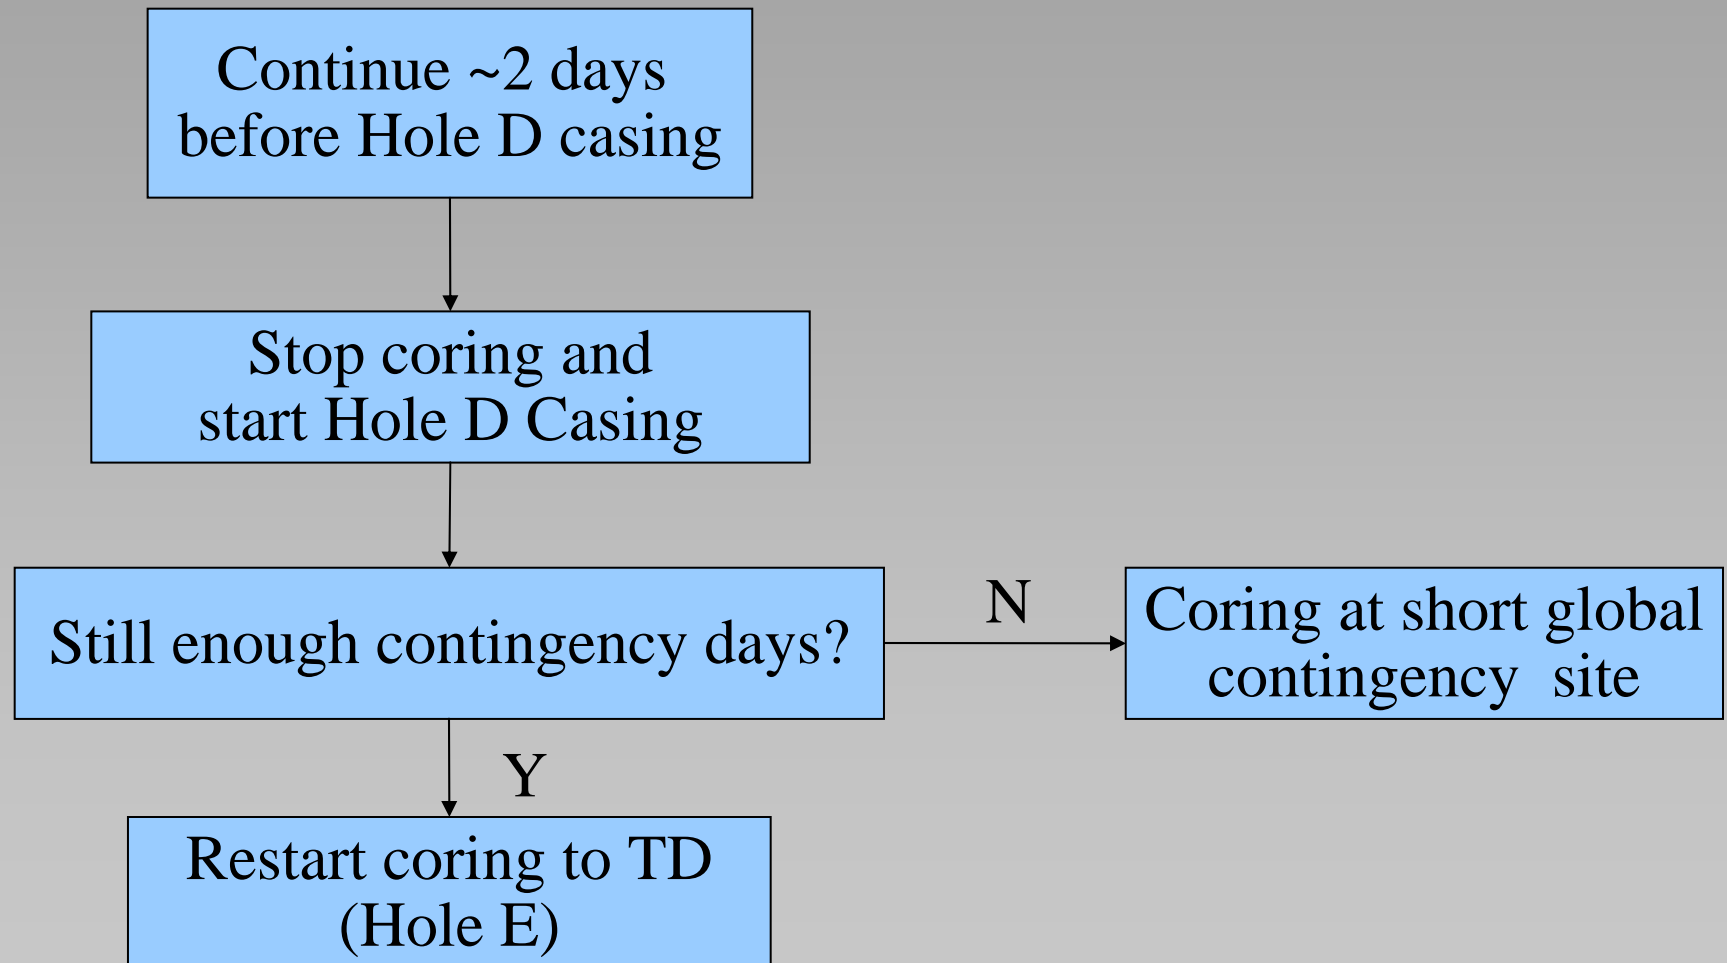 Continue ~2 days
before Hole D casing
Stop coring and
start Hole D Casing
Still enough contingency days?
N
Coring at short global
contingency  site
Y
Restart coring to TD
(Hole E)